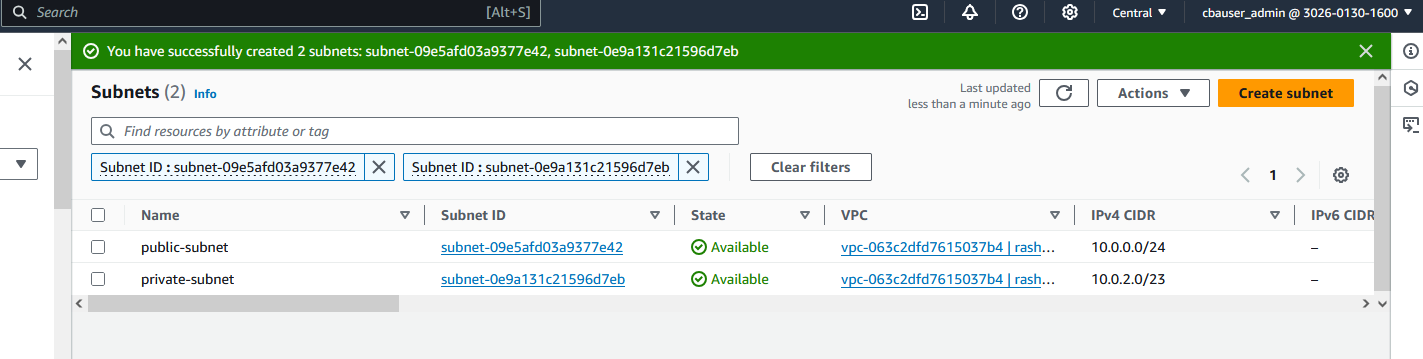 Search [Alt+S] Central ▼ cbauser_admin @ 3026-0130-1600 ▼
You have successfully created 2 subnets: subnet-09e5afd03a9377e42, subnet-0e9a131c21596d7eb
Subnets (2) Info
Last updated
less than a minute ago
Actions ▼
Create subnet
Find resources by attribute or tag
Subnet ID : subnet-09e5afd03a9377e42
Subnet ID : subnet-0e9a131c21596d7eb
Clear filters
1
Name Subnet ID State VPC IPv4 CIDR IPv6 CIDR
public-subnet subnet-09e5afd03a9377e42 Available vpc-063c2dfd7615037b4 | rash… 10.0.0.0/24 –
private-subnet subnet-0e9a131c21596d7eb Available vpc-063c2dfd7615037b4 | rash… 10.0.2.0/23 –